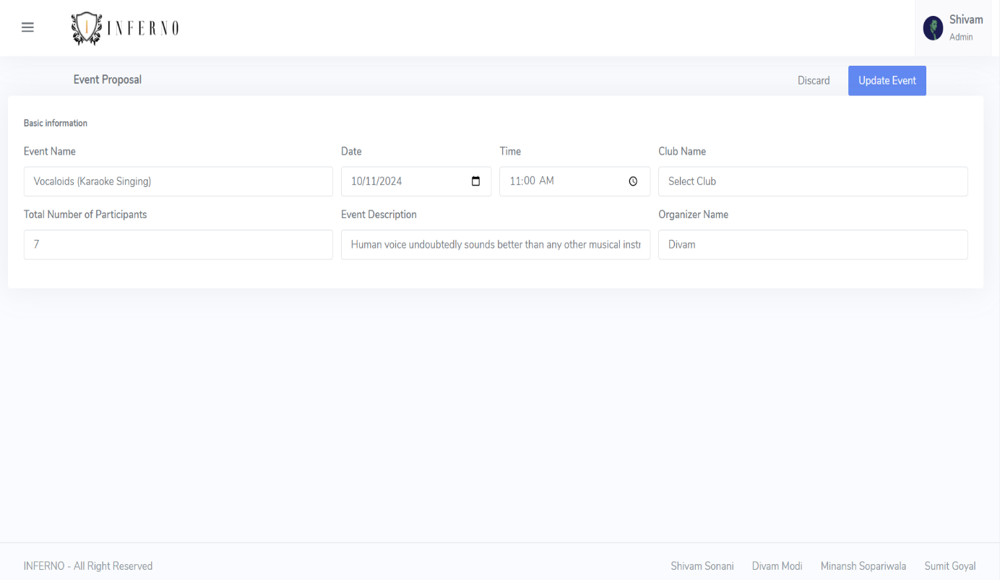 INFERNO
Shivam
Admin
Event Proposal
Discard
Update Event
Basic information
Event Name
Date
Time
Club Name
Vocaloids (Karaoke Singing)
10/11/2024
11:00 AM
Select Club
Total Number of Participants
Event Description
Organizer Name
7
Human voice undoubtedly sounds better than any other musical instr
Divam
INFERNO - All Right Reserved
Shivam Sonani
Divam Modi
Minansh Sopariwala
Sumit Goyal